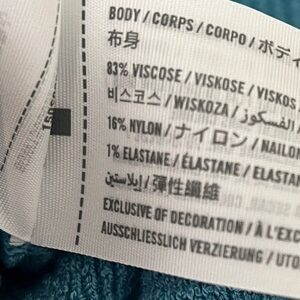 BODY / CORPS / CORPO / ボディ
布身
83% VISCOSE / VISKOSE / VISKOS
비스코스 / WISKOZA / الفسكوز /
16% NYLON / ナイロン / NAILON
1% ELASTANE / ÉLASTANE / ELASTAN
إيلاستين / 彈性纖維
EXCLUSIVE OF DECORATION / À L'EXC
AUSSCHLIESSLICH VERZIERUNG / UTO